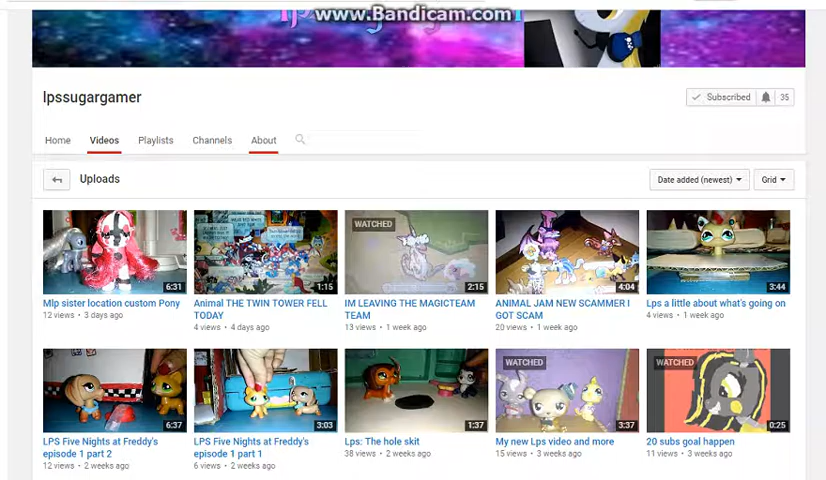 www.Bandicam.com
lpssugargamer
Subscribed 35
Home Videos Playlists Channels About
Uploads
Date added (newest) Grid
WATCHED
6:31 1:15 2:15 4:04 3:44
Mlp sister location custom Pony
12 views • 3 days ago
Animal THE TWIN TOWER FELL
TODAY
4 views • 4 days ago
IM LEAVING THE MAGICTEAM
TEAM
13 views • 1 week ago
ANIMAL JAM NEW SCAMMER I
GOT SCAM
20 views • 1 week ago
Lps a little about what's going on
4 views • 1 week ago
WATCHED WATCHED
6:37 3:03 1:37 3:37 0:25
LPS Five Nights at Freddy's
episode 1 part 2
12 views • 2 weeks ago
LPS Five Nights at Freddy's
episode 1 part 1
6 views • 2 weeks ago
Lps: The hole skit
38 views • 2 weeks ago
My new Lps video and more
15 views • 3 weeks ago
20 subs goal happen
11 views • 3 weeks ago